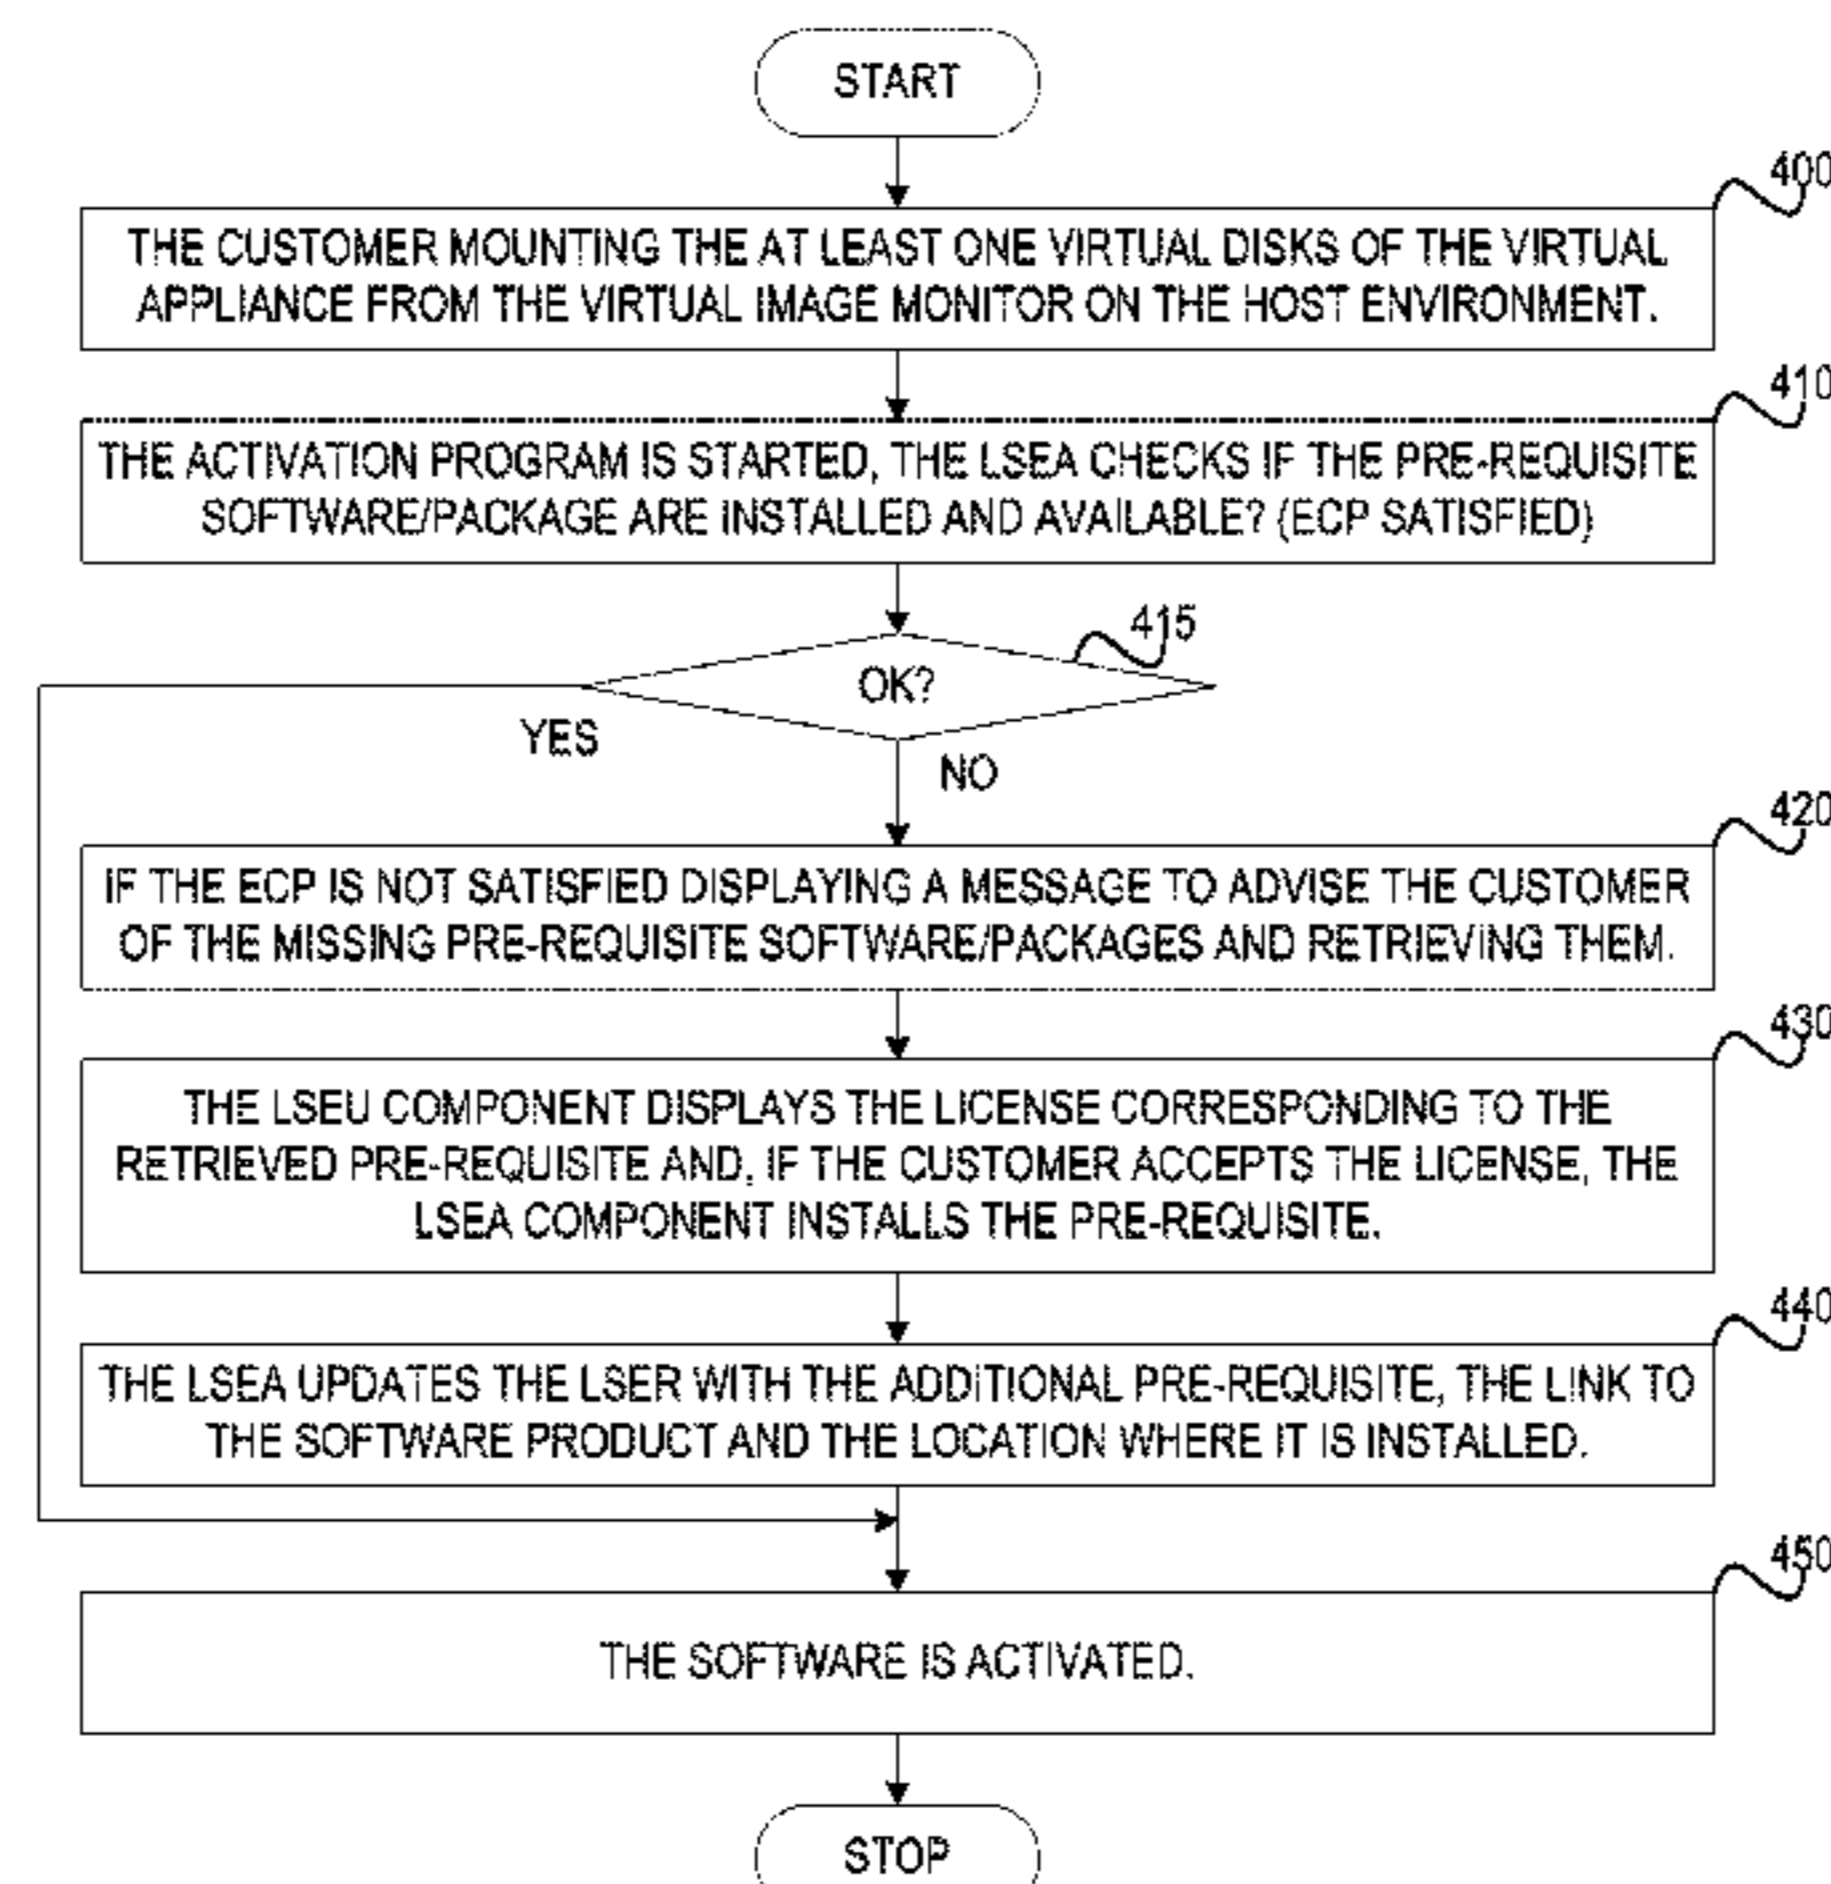 START
400
THE CUSTOMER MOUNTING THE AT LEAST ONE VIRTUAL DISKS OF THE VIRTUAL
APPLIANCE FROM THE VIRTUAL IMAGE MONITOR ON THE HOST ENVIRONMENT.
410
THE ACTIVATION PROGRAM IS STARTED, THE LSEA CHECKS IF THE PRE-REQUISITE
SOFTWARE/PACKAGE ARE INSTALLED AND AVAILABLE? (ECP SATISFIED)
415
OK?
YES
NO
420
IF THE ECP IS NOT SATISFIED DISPLAYING A MESSAGE TO ADVISE THE CUSTOMER
OF THE MISSING PRE-REQUISITE SOFTWARE/PACKAGES AND RETRIEVING THEM.
430
THE LSEU COMPONENT DISPLAYS THE LICENSE CORRESPONDING TO THE
RETRIEVED PRE-REQUISITE AND, IF THE CUSTOMER ACCEPTS THE LICENSE, THE
LSEA COMPONENT INSTALLS THE PRE-REQUISITE.
440
THE LSEA UPDATES THE LSER WITH THE ADDITIONAL PRE-REQUISITE, THE LINK TO
THE SOFTWARE PRODUCT AND THE LOCATION WHERE IT IS INSTALLED.
450
THE SOFTWARE IS ACTIVATED.
STOP